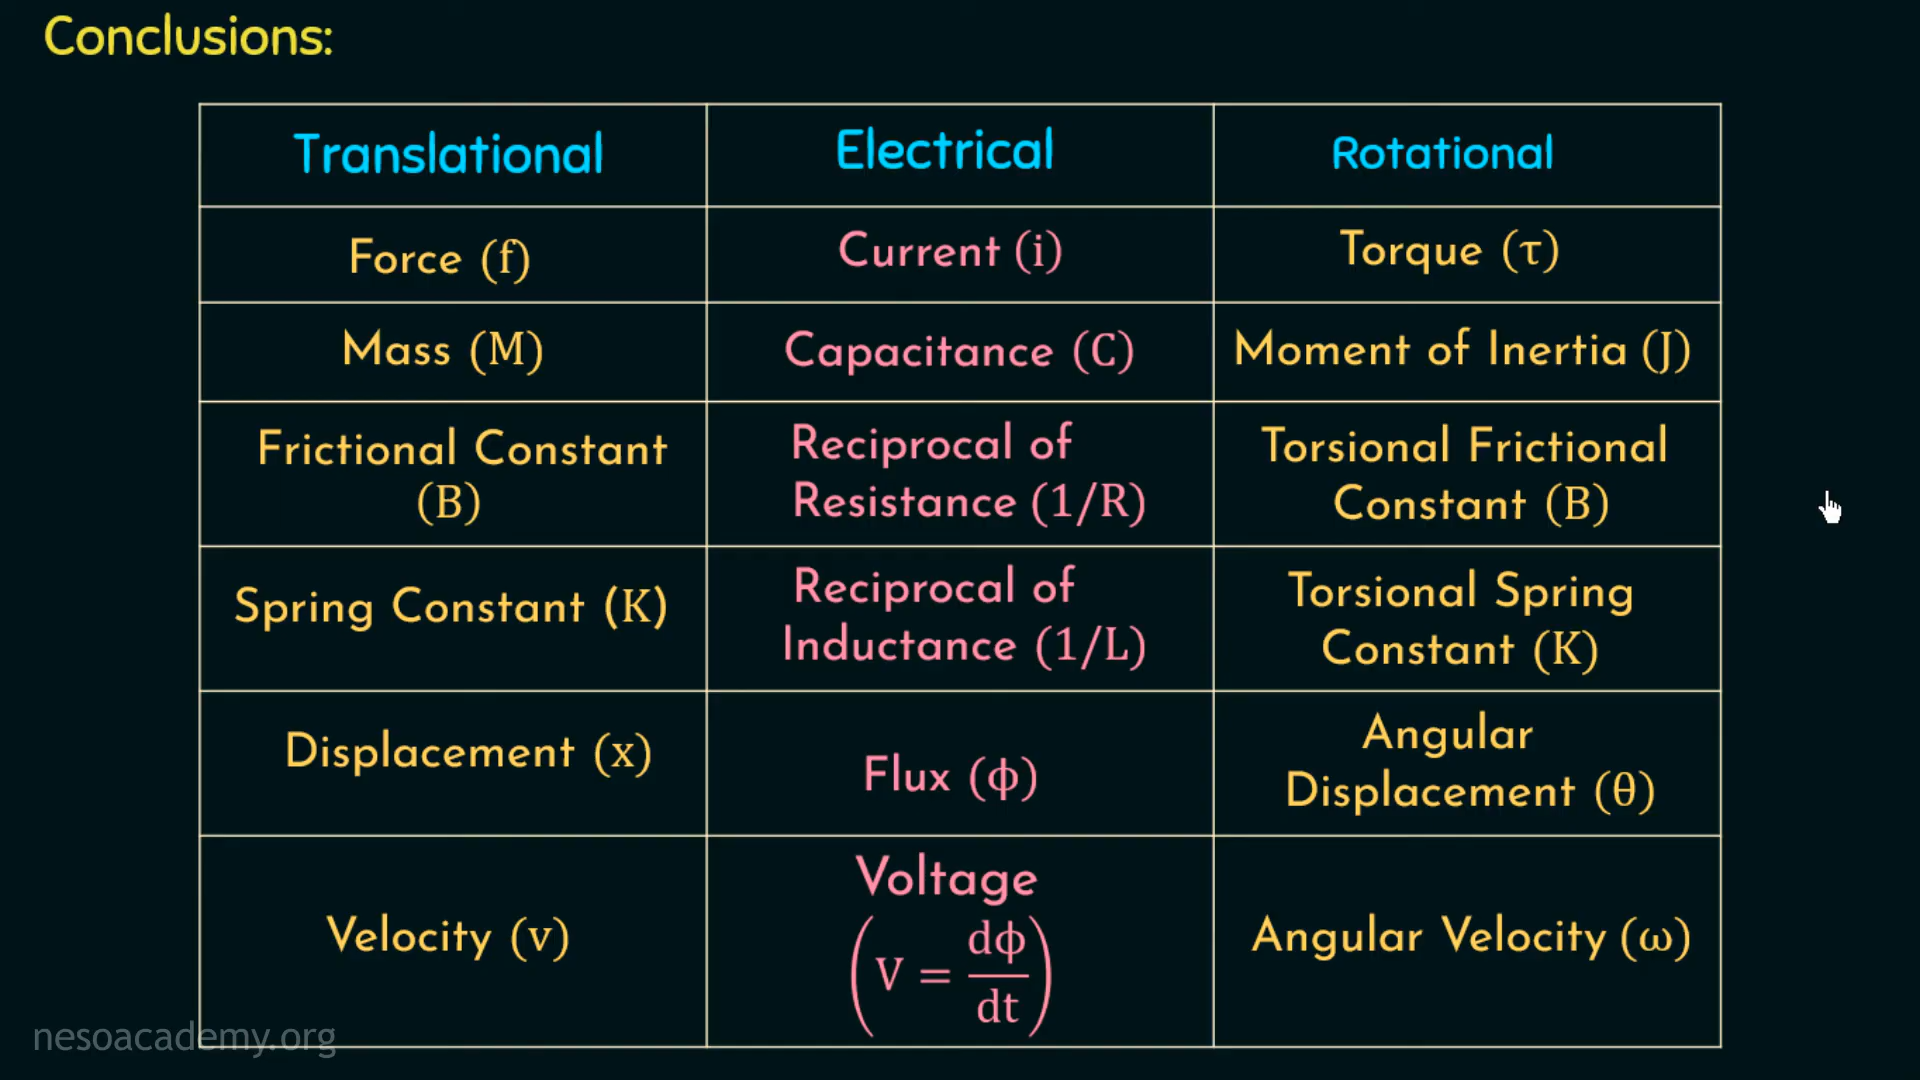 Conclusions:
Translational
Electrical
Rotational
Force (f)
Current (i)
Torque (τ)
Mass (M)
Capacitance (C)
Moment of Inertia (J)
Frictional Constant
(B)
Reciprocal of
Resistance (1/R)
Torsional Frictional
Constant (B)
Spring Constant (K)
Reciprocal of
Inductance (1/L)
Torsional Spring
Constant (K)
Displacement (x)
Flux (ϕ)
Angular
Displacement (θ)
Velocity (v)
Voltage
(V = dϕ/dt)
Angular Velocity (ω)
nesoacademy.org